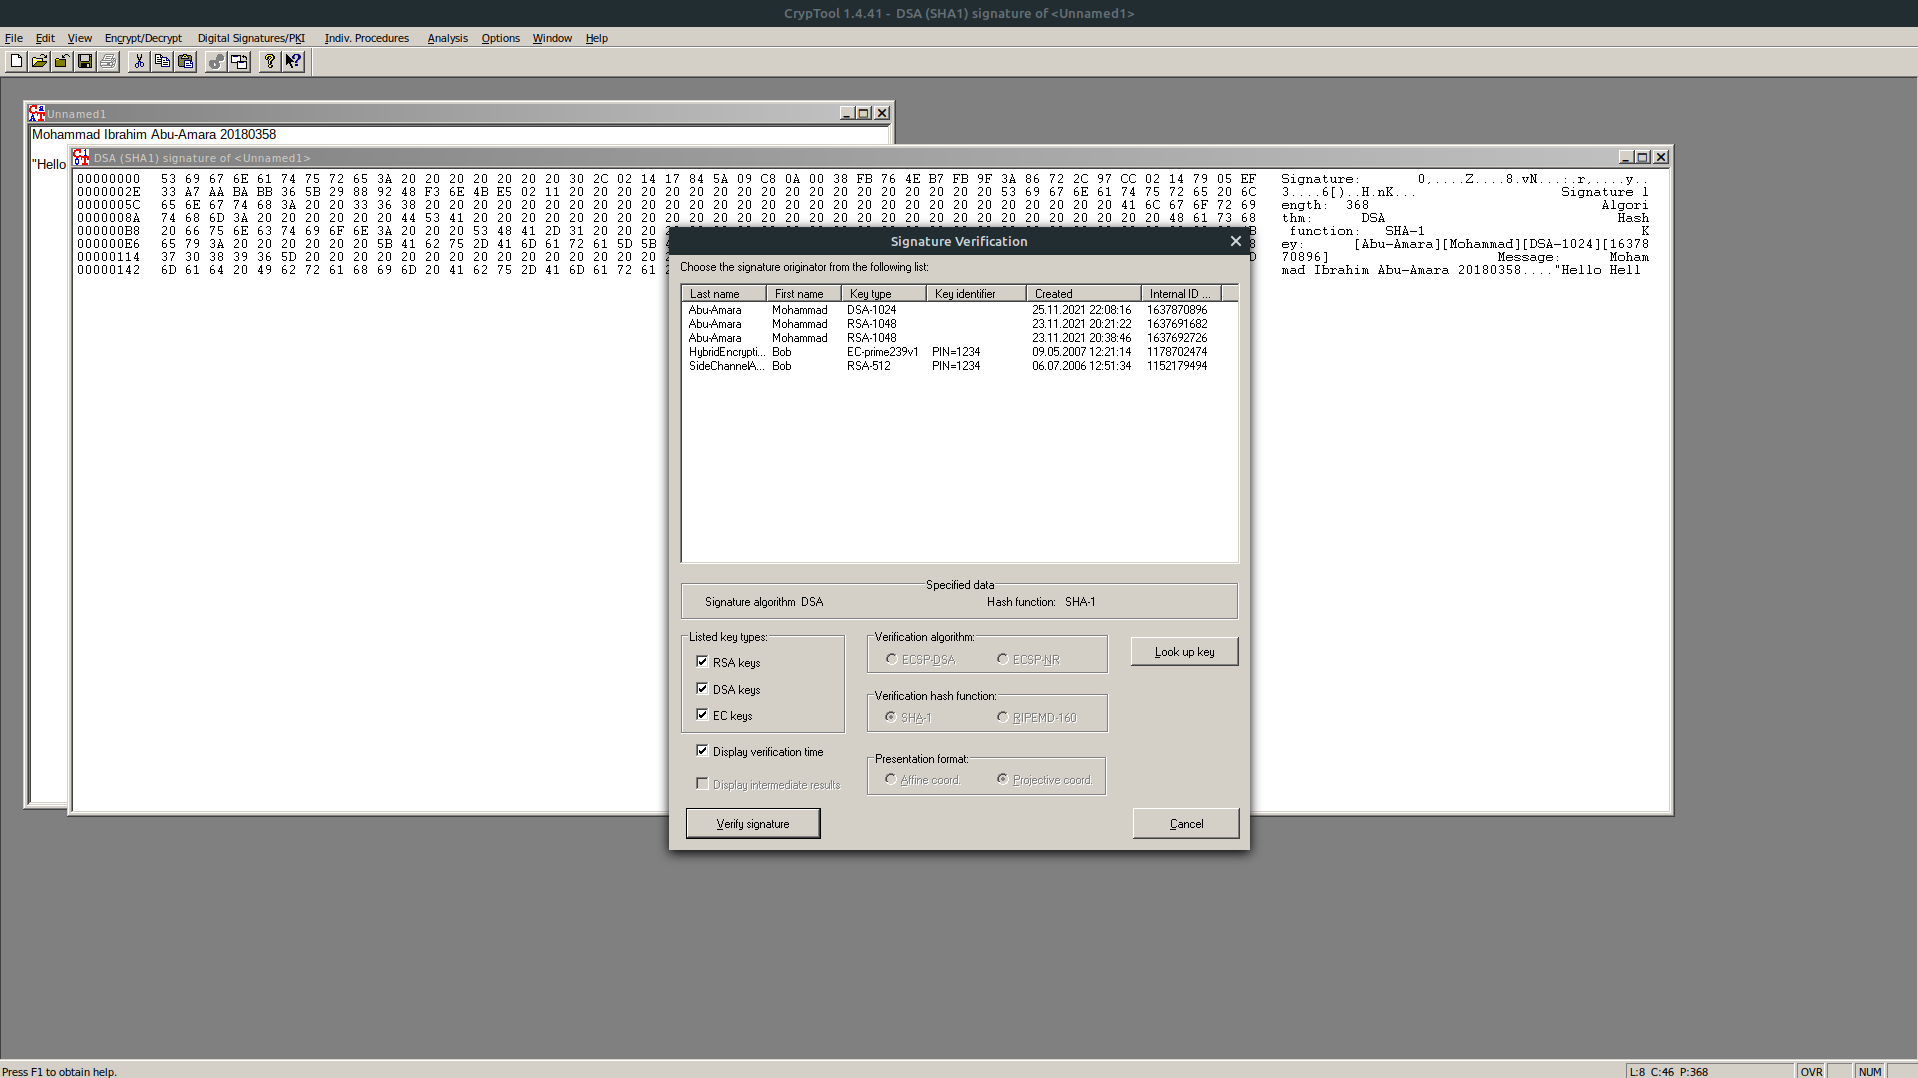 CrypTool 1.4.41 - DSA (SHA1) signature of <Unnamed1>
File Edit View Encrypt/Decrypt Digital Signatures/PKI Indiv. Procedures Analysis Options Window Help
Unnamed1
Mohammad Ibrahim Abu-Amara 20180358
"Hello
DSA (SHA1) signature of <Unnamed1>
00000000 53 69 67 6E 61 74 75 72 65 3A 20 20 20 20 20 20 20 30 2C 02 14 17 84 5A 09 C8 0A 00 38 FB 76 4E B7 FB 9F 3A 86 72 2C 97 CC 02 14 79 05 EF Signature: 0,....Z....8.vN...:.r,....y..
0000002E 33 A7 AA BA BB 36 5B 29 88 92 48 F3 6E 4B E5 02 11 20 20 20 20 20 20 20 20 20 20 20 20 20 20 20 20 20 20 53 69 67 6E 61 74 75 72 65 20 6C 3....6[)..H.nK... Signature l
0000005C 65 6E 67 74 68 3A 20 20 33 36 38 20 20 20 20 20 20 20 20 20 20 20 20 20 20 20 20 20 20 20 20 20 20 20 20 20 20 20 20 20 41 6C 67 6F 72 69 ength: 368 Algori
0000008A 74 68 6D 3A 20 20 20 20 20 20 44 53 41 20 20 20 20 20 20 20 20 20 20 20 20 20 20 20 20 20 20 20 20 20 20 20 20 20 20 20 20 20 48 61 73 68 thm: DSA Hash
000000B8 20 66 75 6E 63 74 69 6F 6E 3A 20 20 20 53 48 41 2D 31 20 20 20 function: SHA-1 K
000000E6 65 79 3A 20 20 20 20 20 20 5B 41 62 75 2D 41 6D 61 72 61 5D 5B ey: [Abu-Amara][Mohammad][DSA-1024][16378
00000114 37 30 38 39 36 5D 20 20 20 20 20 20 20 20 20 20 20 20 20 20 20 70896] Message: Moham
00000142 6D 61 64 20 49 62 72 61 68 69 6D 20 41 62 75 2D 41 6D 61 72 61 mad Ibrahim Abu-Amara 20180358...."Hello Hell
Signature Verification
Choose the signature originator from the following list:
Last name First name Key type Key identifier Created Internal ID ...
Abu-Amara Mohammad DSA-1024 25.11.2021 22:08:16 1637870896
Abu-Amara Mohammad RSA-1048 23.11.2021 20:21:22 1637691682
Abu-Amara Mohammad RSA-1048 23.11.2021 20:38:46 1637692726
HybridEncrypti... Bob EC-prime239v1 PIN=1234 09.05.2007 12:21:14 1178702474
SideChannelA... Bob RSA-512 PIN=1234 06.07.2006 12:51:34 1152179494
Specified data
Signature algorithm DSA Hash function: SHA-1
Listed key types:
RSA keys
DSA keys
EC keys
Verification algorithm:
ECSP-DSA ECSP-NR
Look up key
Verification hash function:
SHA-1 RIPEMD-160
Display verification time
Display intermediate results
Presentation format:
Affine coord. Projective coord.
Verify signature Cancel
Press F1 to obtain help. L:8 C:46 P:368 OVR NUM